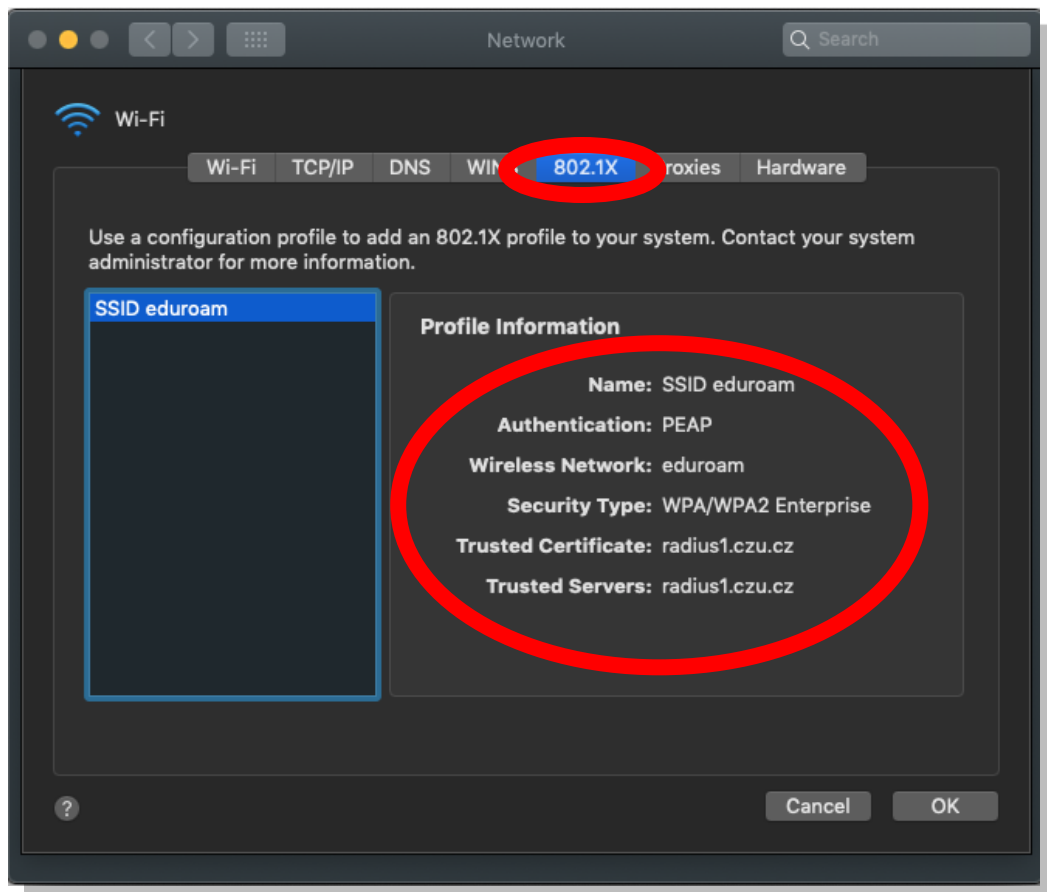 Network
Search
Wi-Fi
Wi-Fi TCP/IP DNS 802.1X Hardware
Use a configuration profile to add an 802.1X profile to your system. Contact your system
administrator for more information.
SSID eduroam
Profile Information
Name: SSID eduroam
Authentication: PEAP
Wireless Network: eduroam
Security Type: WPA/WPA2 Enterprise
Trusted Certificate: radius1.czu.cz
Trusted Servers: radius1.czu.cz
?
Cancel OK